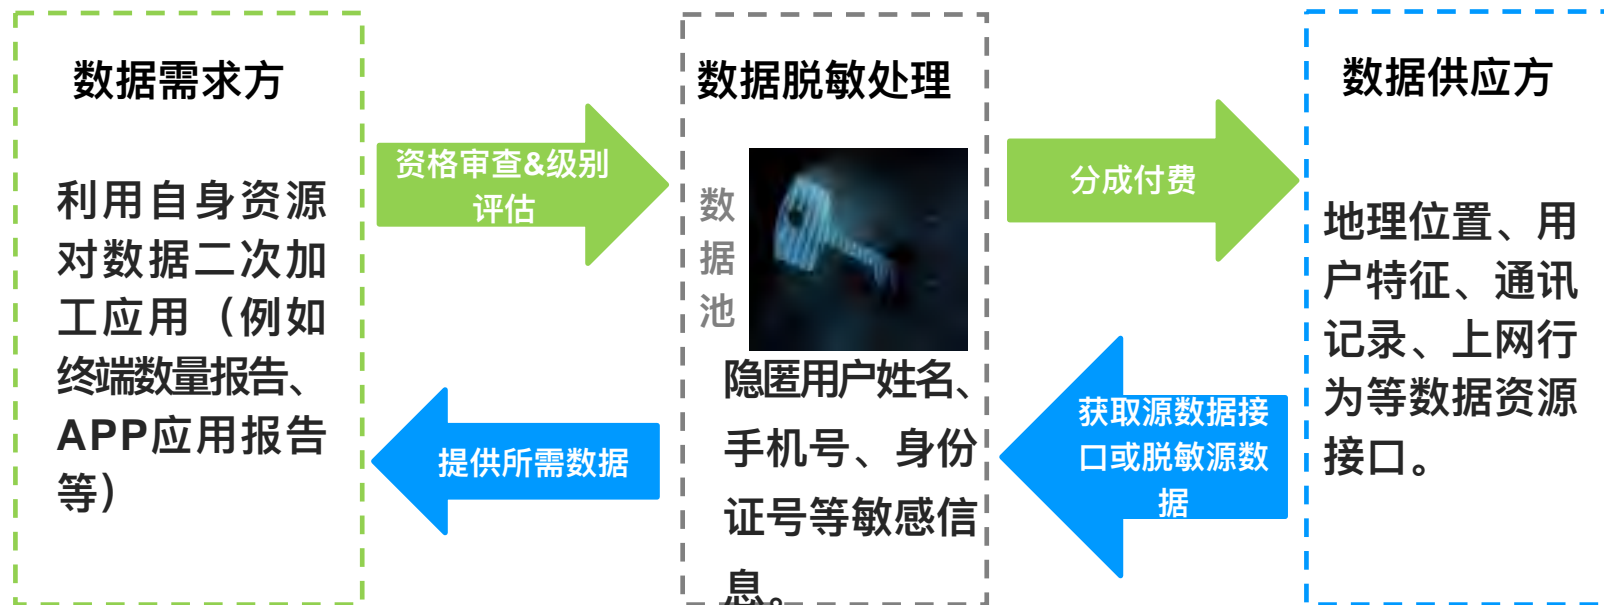 数据需求方
利用自身资源
对数据二次加
工应用（例如
终端数量报告、
APP应用报告
等）
资格审查&级别
评估
提供所需数据
数据脱敏处理
数
据
池
隐匿用户姓名、
手机号、身份
证号等敏感信
息。
分成付费
获取源数据接
口或脱敏源数
据
数据供应方
地理位置、用
户特征、通讯
记录、上网行
为等数据资源
接口。